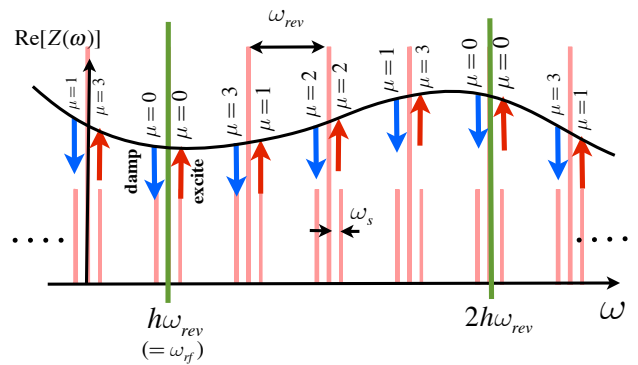 ω_rev
Re[Z(ω)]
μ=1
μ=3
μ=0
μ=0
μ=3
μ=1
μ=2
μ=2
μ=1
μ=3
μ=0
μ=0
μ=3
μ=1
damp
excite
ω_s
....
....
hω_rev
(= ω_rf)
2hω_rev
ω